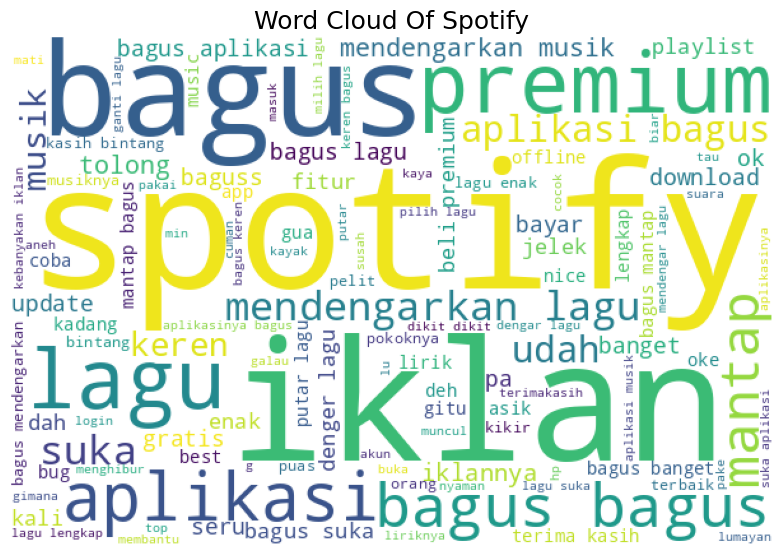 Word Cloud Of Spotify
mati
bagus aplikasi
mendengarkan musik
playlist
bagus
premium
musik
ganti lagu
music
masuk
milih lagu
keren bagus
kasih bintang
bagus lagu
aplikasi bagus
biar
tolong
baguss
offline
tau
ok
musiknya
pakai
app
fitur
kaya
lagu enak
cocok
download
suara
spotify
kebanyakan iklan
aneh
coba
mantap bagus
min
cuman
bagus keren
gua
kayak
putar
susah
pilih lagu
beli premium
bayar
jelek
nice
lengkap
bagus mantap
mendengar lagu
aplikasinya
pelit
update
mendengarkan lagu
kadang
bintang
aplikasinya bagus
dikit dikit
dengar lagu
keren
putar lagu
denger lagu
pokoknya
udah
banget
oke
lagu
iklan
mantap
galau
lu
lirik
pa
deh
gitu
terimakasih
asik
kikir
muncul
aplikasi musik
suka aplikasi
bagus mendengarkan
dah
login
enak
gratis
suka
best
bug
menghibur
g
puas
akun
buka
iklannya
orang
nyaman
lagu suka
hp
bagus banget
terbaik
pake
gimana
aplikasi
bagus bagus
kali
lagu lengkap
top
membantu
seru
bagus suka
liriknya
terima kasih
lumayan